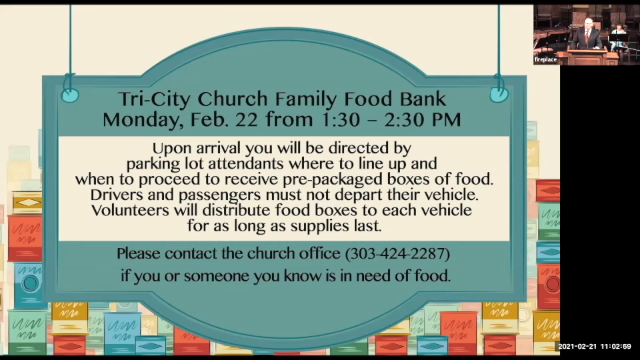 Tri-City Church Family Food Bank
Monday, Feb. 22 from 1:30 – 2:30 PM
Upon arrival you will be directed by
parking lot attendants where to line up and
when to proceed to receive pre-packaged boxes of food.
Drivers and passengers must not depart their vehicle.
Volunteers will distribute food boxes to each vehicle
for as long as supplies last.
Please contact the church office (303-424-2287)
if you or someone you know is in need of food.
fireplace
2021-02-21 11:02:59